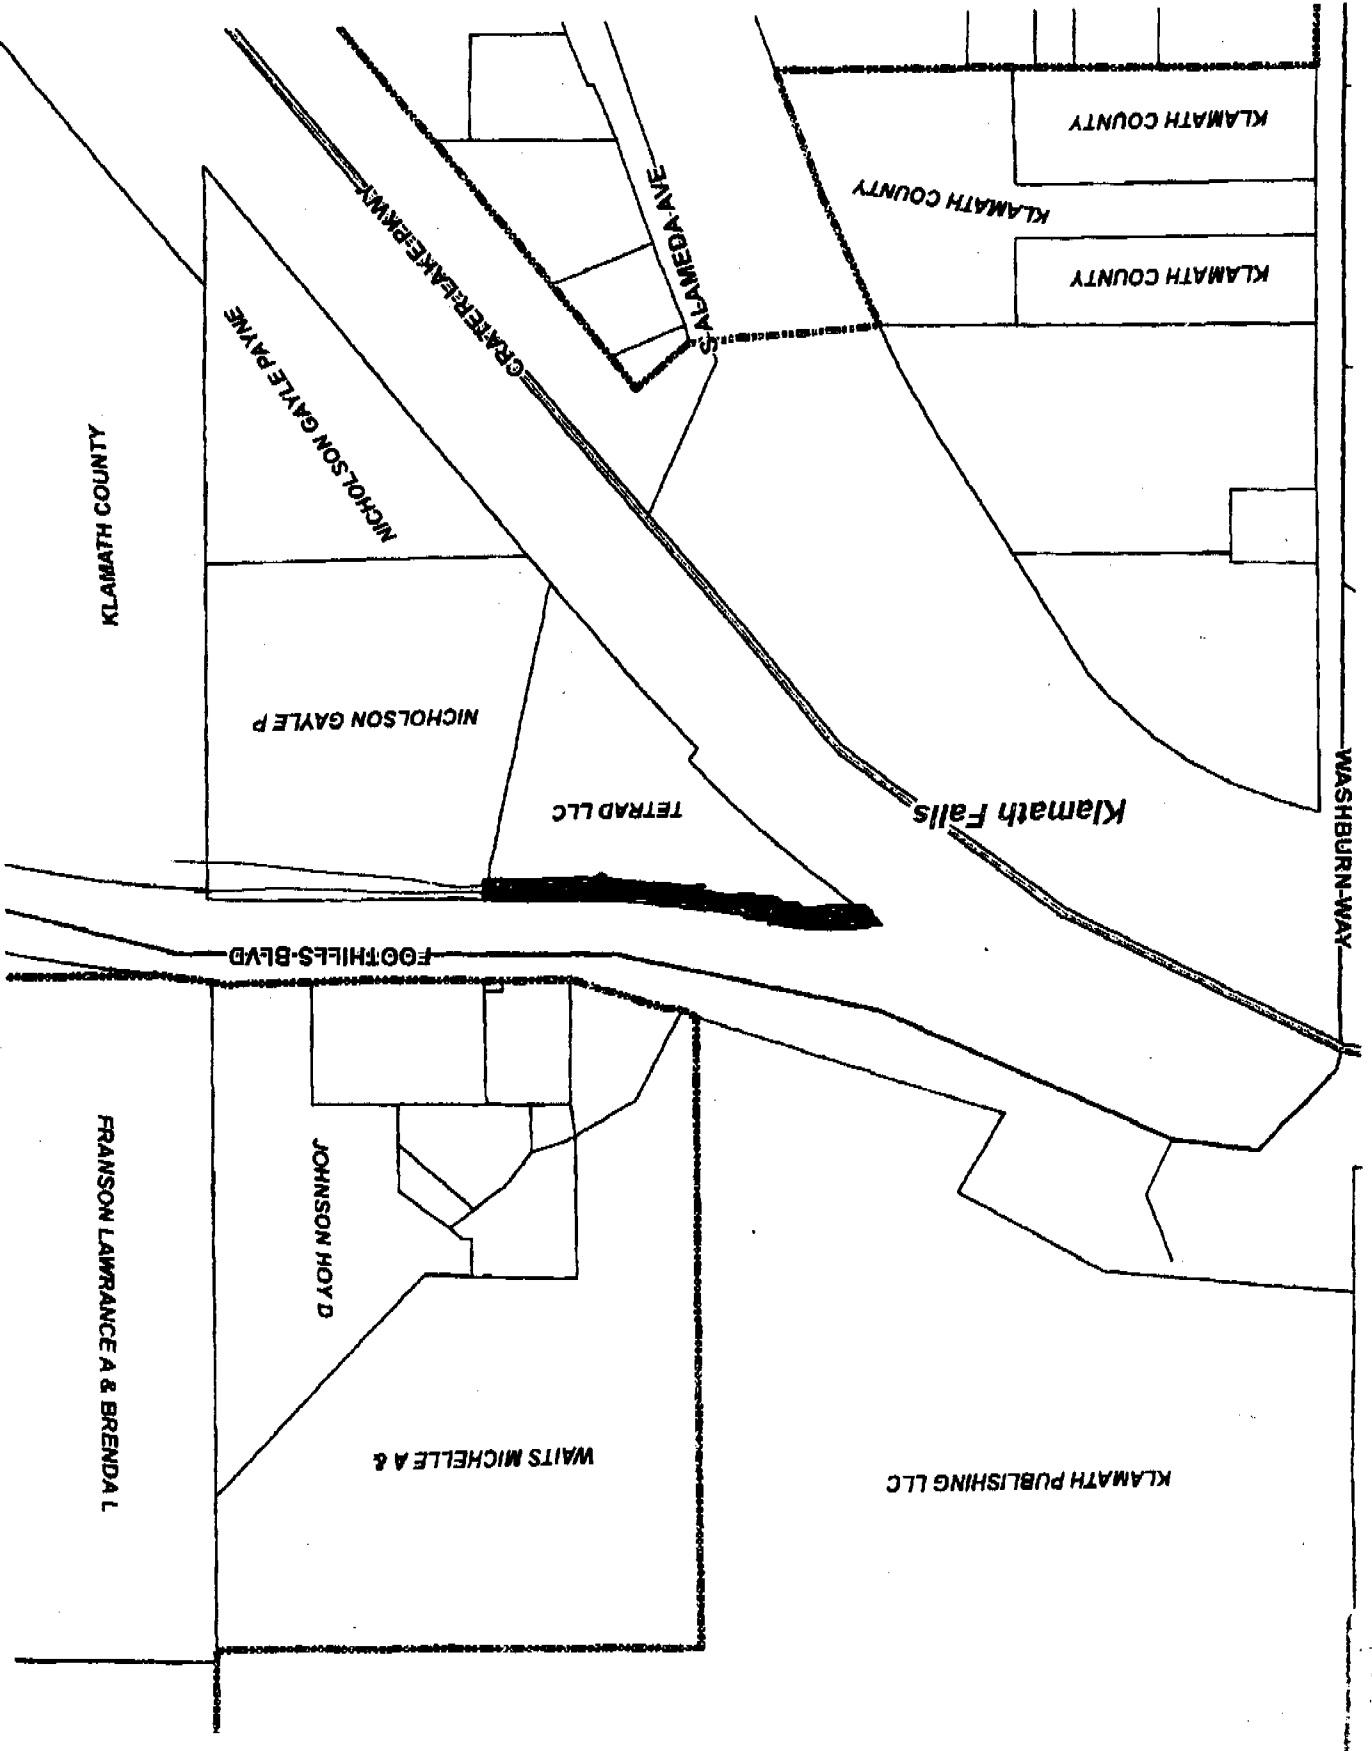 KLAMATH COUNTY
KLAMATH COUNTY
KLAMATH COUNTY
S ALAMEDA AVE
CRATER LAKE PKWY
NICHOLSON GAYLE PAYNE
KLAMATH COUNTY
NICHOLSON GAYLE P
TETRAD LLC
Klamath Falls
WASHBURN WAY
FOOTHILLS BLVD
FRANSON LAWRANCE A & BRENDA L
JOHNSON HOY D
WAITS MICHELLE A &
KLAMATH PUBLISHING LLC